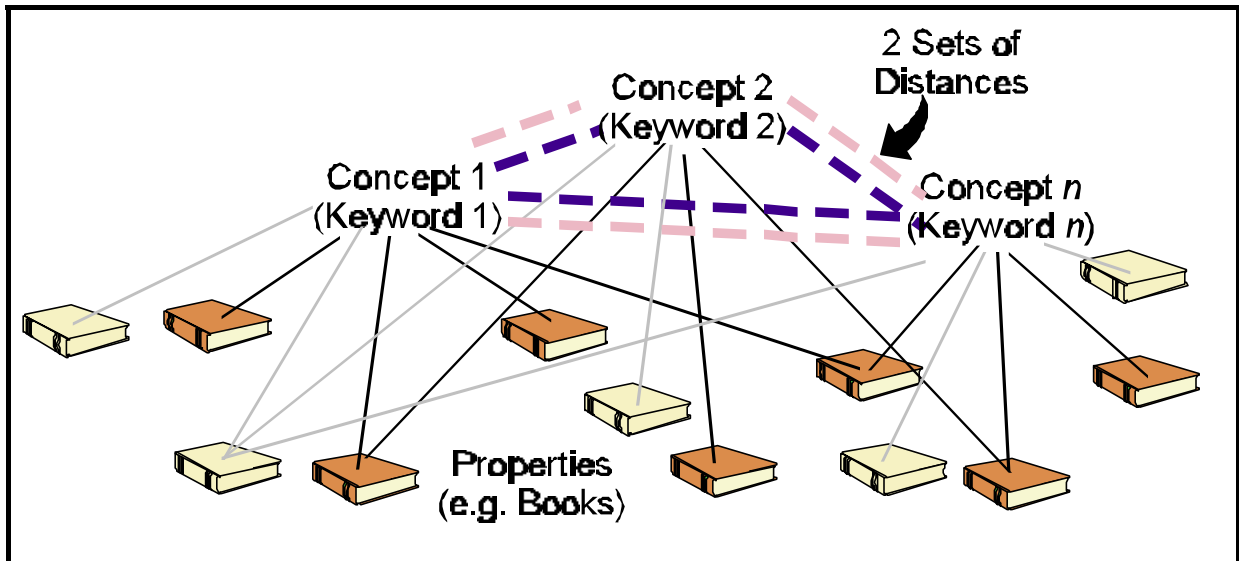 2 Sets of
Distances
Concept 2
(Keyword 2)
Concept 1
(Keyword 1)
Concept n
(Keyword n)
Properties
(e.g. Books)